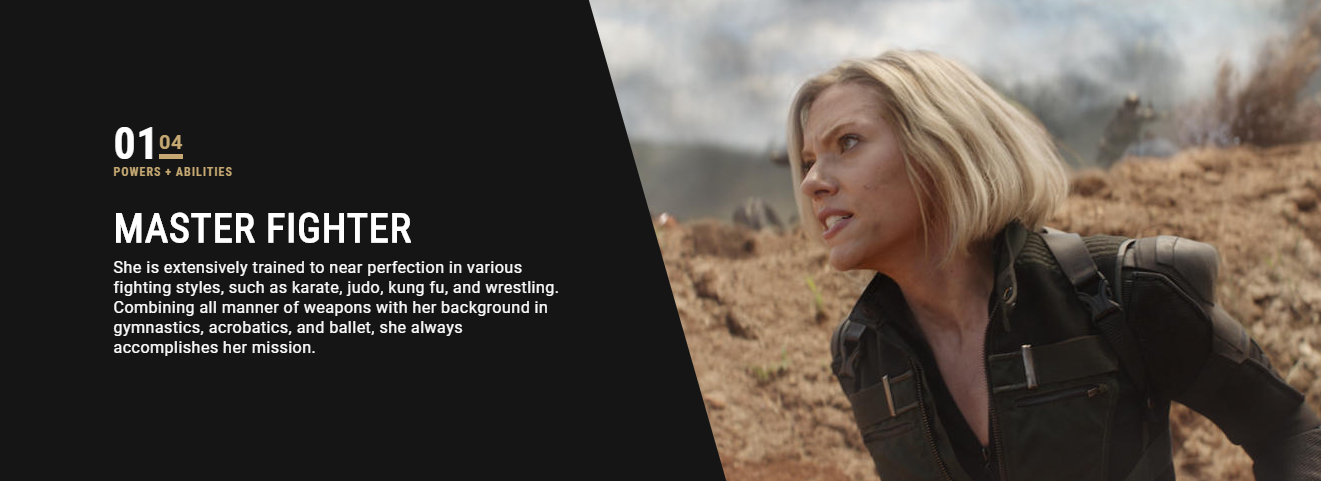 01 04
POWERS + ABILITIES
MASTER FIGHTER
She is extensively trained to near perfection in various
fighting styles, such as karate, judo, kung fu, and wrestling.
Combining all manner of weapons with her background in
gymnastics, acrobatics, and ballet, she always
accomplishes her mission.